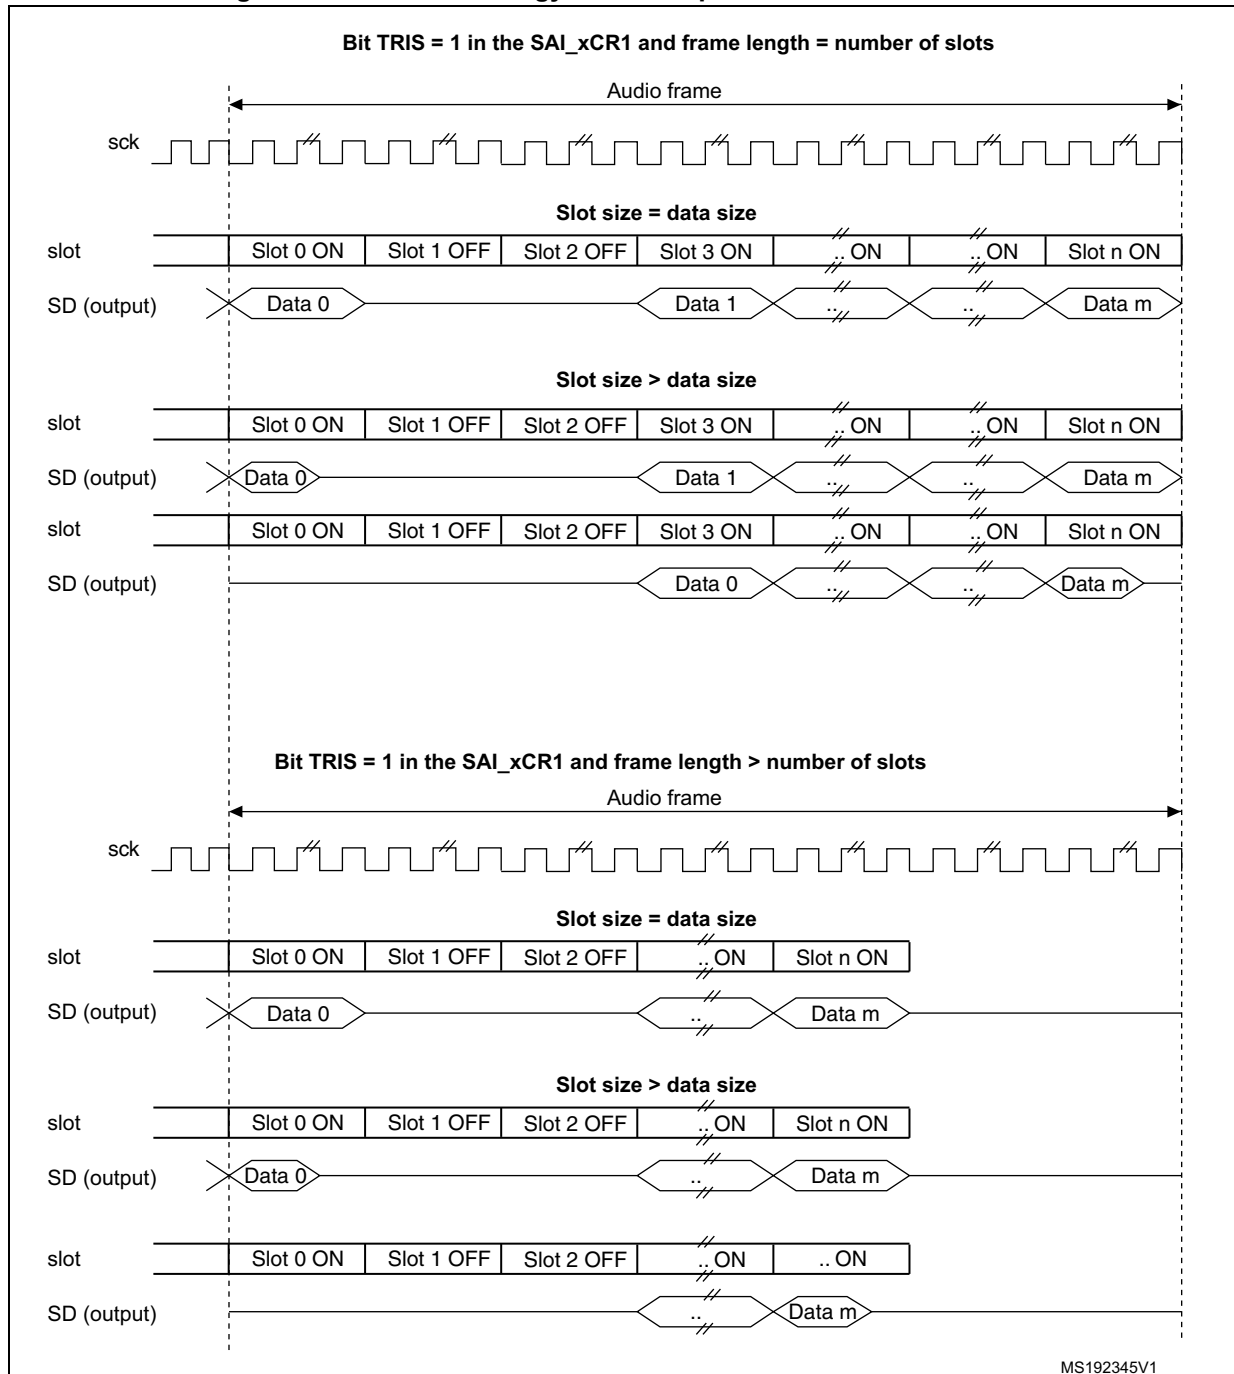 Bit TRIS = 1 in the SAI_xCR1 and frame length = number of slots
Audio frame
sck
Slot size = data size
slot Slot 0 ON Slot 1 OFF Slot 2 OFF Slot 3 ON .. ON .. ON Slot n ON
SD (output) Data 0 Data 1 .. .. Data m
Slot size > data size
slot Slot 0 ON Slot 1 OFF Slot 2 OFF Slot 3 ON .. ON .. ON Slot n ON
SD (output) Data 0 Data 1 .. .. Data m
slot Slot 0 ON Slot 1 OFF Slot 2 OFF Slot 3 ON .. ON .. ON Slot n ON
SD (output) Data 0 .. .. Data m
Bit TRIS = 1 in the SAI_xCR1 and frame length > number of slots
Audio frame
sck
Slot size = data size
slot Slot 0 ON Slot 1 OFF Slot 2 OFF .. ON Slot n ON
SD (output) Data 0 .. Data m
Slot size > data size
slot Slot 0 ON Slot 1 OFF Slot 2 OFF .. ON Slot n ON
SD (output) Data 0 .. Data m
slot Slot 0 ON Slot 1 OFF Slot 2 OFF .. ON .. ON
SD (output) .. Data m
MS192345V1